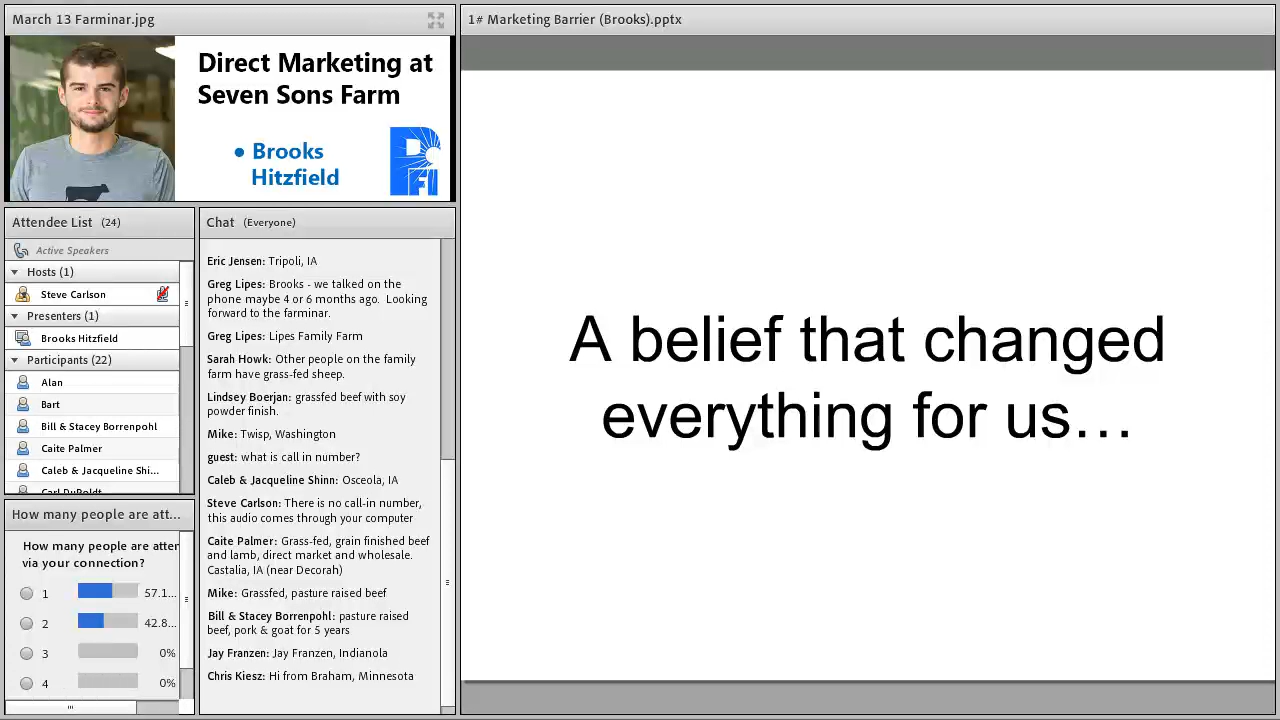 March 13 Farminar.jpg
Direct Marketing at
Seven Sons Farm
• Brooks
Hitzfield
Attendee List (24)
Active Speakers
Hosts (1)
Steve Carlson
Presenters (1)
Brooks Hitzfield
Participants (22)
Alan
Bart
Bill & Stacey Borrenpohl
Caite Palmer
Caleb & Jacqueline Shi...
How many people are att...
How many people are atten
via your connection?
1 57.1...
2 42.8...
3 0%
4 0%
Chat (Everyone)
Eric Jensen: Tripoli, IA
Greg Lipes: Brooks - we talked on the
phone maybe 4 or 6 months ago. Looking
forward to the farminar.
Greg Lipes: Lipes Family Farm
Sarah Howk: Other people on the family
farm have grass-fed sheep.
Lindsey Boerjan: grassfed beef with soy
powder finish.
Mike: Twisp, Washington
guest: what is call in number?
Caleb & Jacqueline Shinn: Osceola, IA
Steve Carlson: There is no call-in number,
this audio comes through your computer
Caite Palmer: Grass-fed, grain finished beef
and lamb, direct market and wholesale.
Castalia, IA (near Decorah)
Mike: Grassfed, pasture raised beef
Bill & Stacey Borrenpohl: pasture raised
beef, pork & goat for 5 years
Jay Franzen: Jay Franzen, Indianola
Chris Kiesz: Hi from Braham, Minnesota
1# Marketing Barrier (Brooks).pptx
A belief that changed
everything for us…